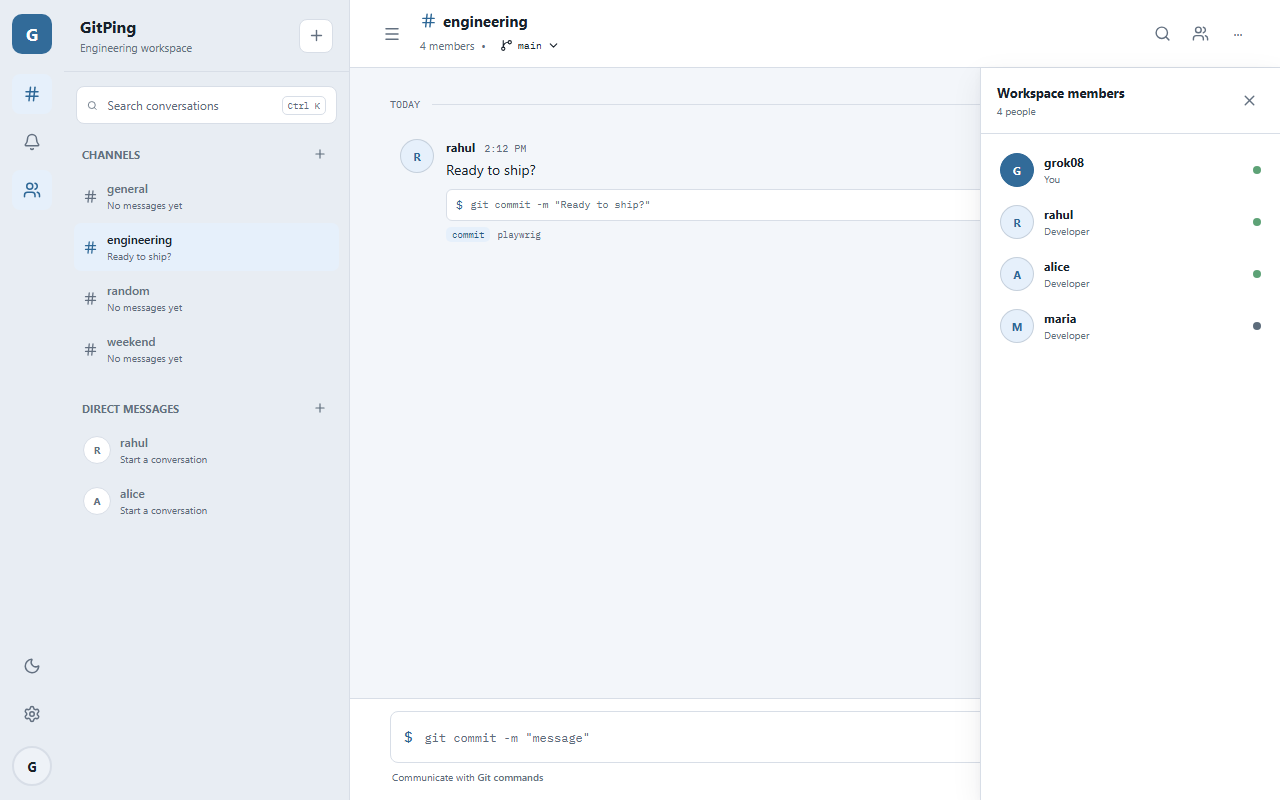 G
GitPing
Engineering workspace
Search conversations
Ctrl K
CHANNELS
general
No messages yet
engineering
Ready to ship?
random
No messages yet
weekend
No messages yet
DIRECT MESSAGES
R
rahul
Start a conversation
A
alice
Start a conversation
G
# engineering
4 members • main
TODAY
R
rahul 2:12 PM
Ready to ship?
$ git commit -m "Ready to ship?"
commit playwrig
$ git commit -m "message"
Communicate with Git commands
Workspace members
4 people
G
grok08
You
R
rahul
Developer
A
alice
Developer
M
maria
Developer